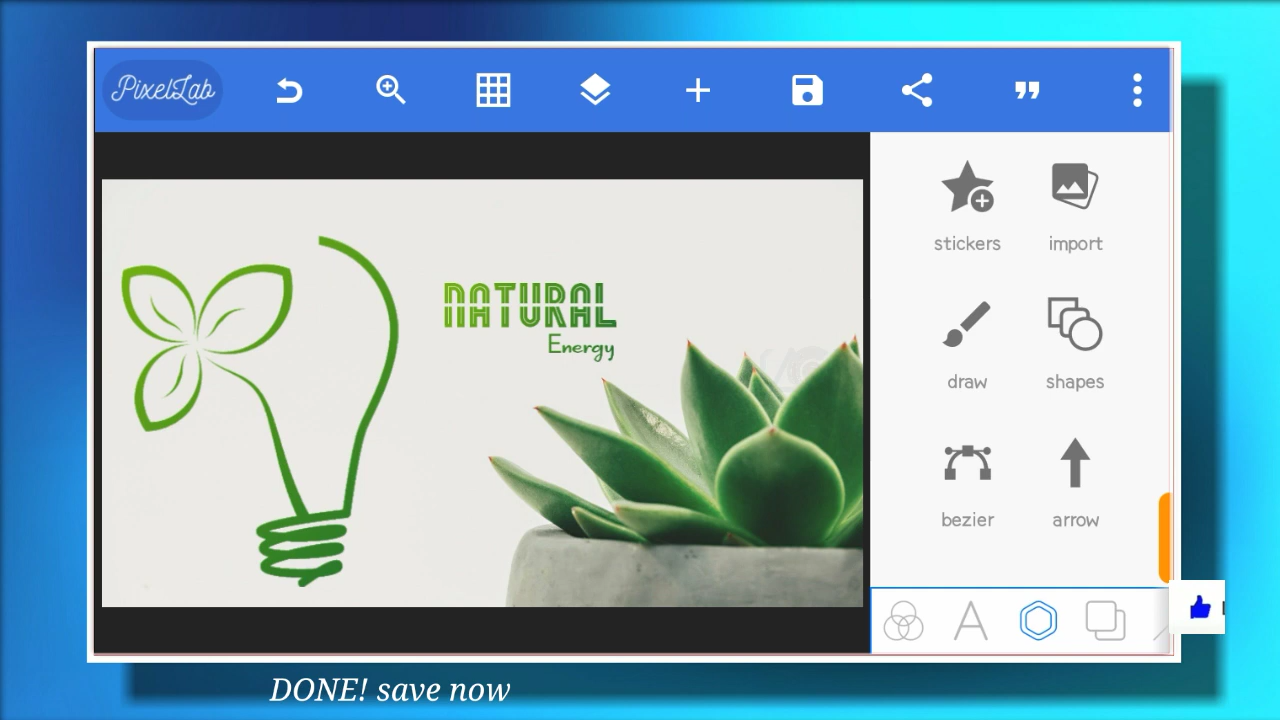 PixelLab
stickers
import
NATURAL
Energy
draw
shapes
bezier
arrow
DONE! save now